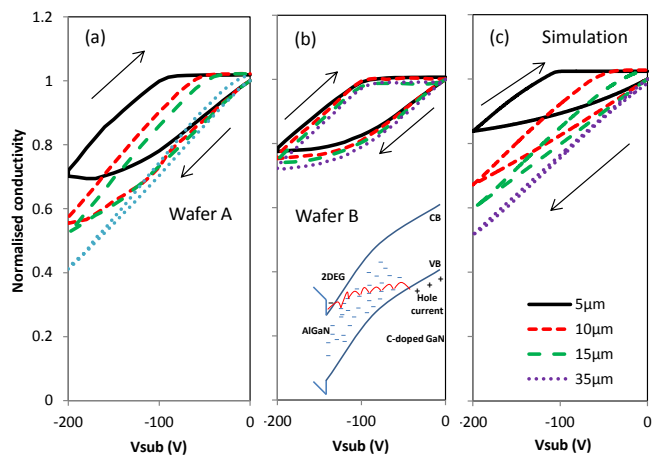 (a)
(b)
(c) Simulation
1.2
1
0.8
0.6
0.4
0.2
0
Normalised conductivity
Wafer A
Wafer B
CB
2DEG
VB
AlGaN
Hole
current
C-doped GaN
5µm
10µm
15µm
35µm
-200 -100 0
-200 -100 0
-200 -100 0
Vsub (V)
Vsub (V)
Vsub (V)